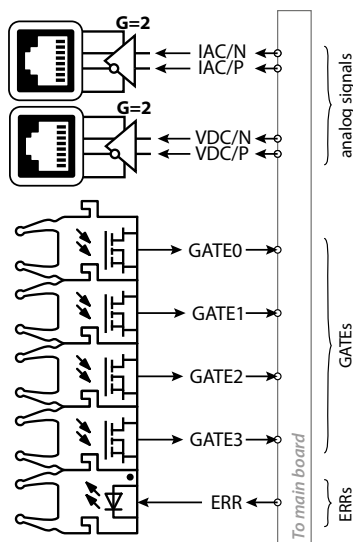 G=2
IAC/N
IAC/P
G=2
VDC/N
VDC/P
analog signals
GATE0
GATE1
GATE2
GATE3
GATEs
ERR
ERRs
To main board